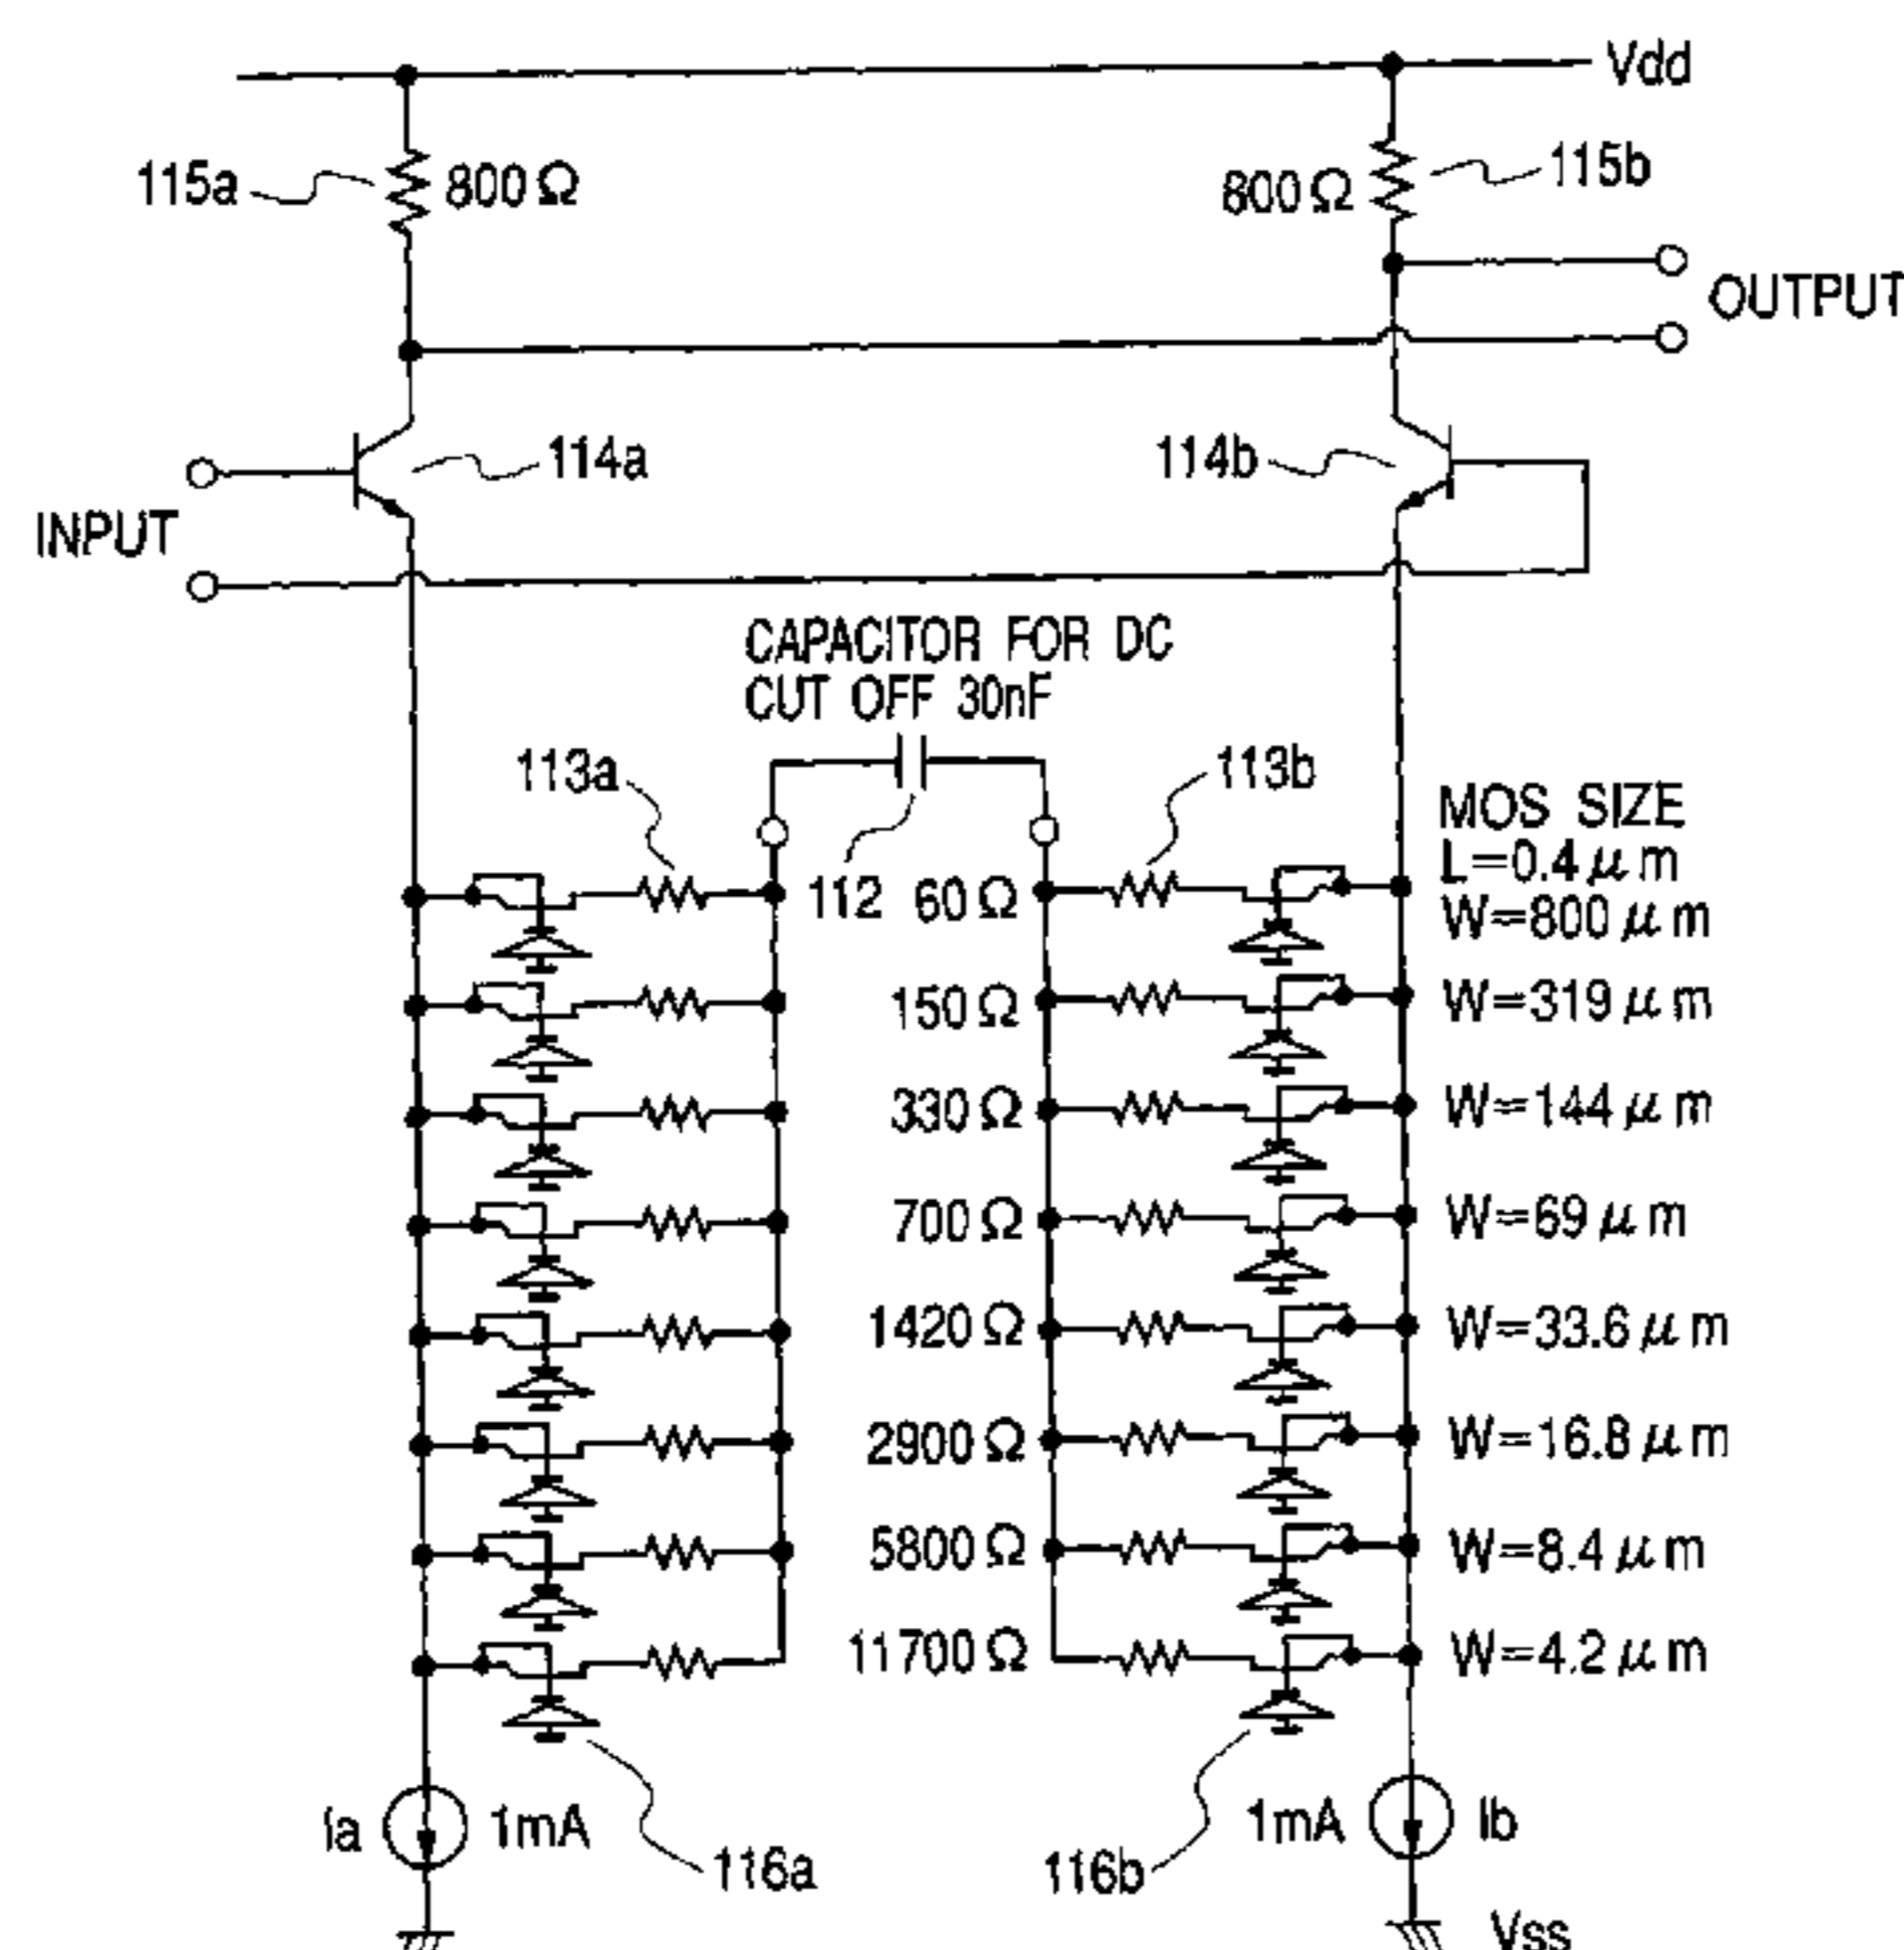 Vdd
115a
800Ω
800Ω
115b
OUTPUT
114a
114b
INPUT
CAPACITOR FOR DC
CUT OFF 30nF
113a
113b
112
MOS SIZE
L=0.4μm
60Ω
W=800μm
150Ω
W=319μm
330Ω
W=144μm
700Ω
W=69μm
1420Ω
W=33.6μm
2900Ω
W=16.8μm
5800Ω
W=8.4μm
11700Ω
W=4.2μm
Ia
1mA
1mA
Ib
116a
116b
Vss